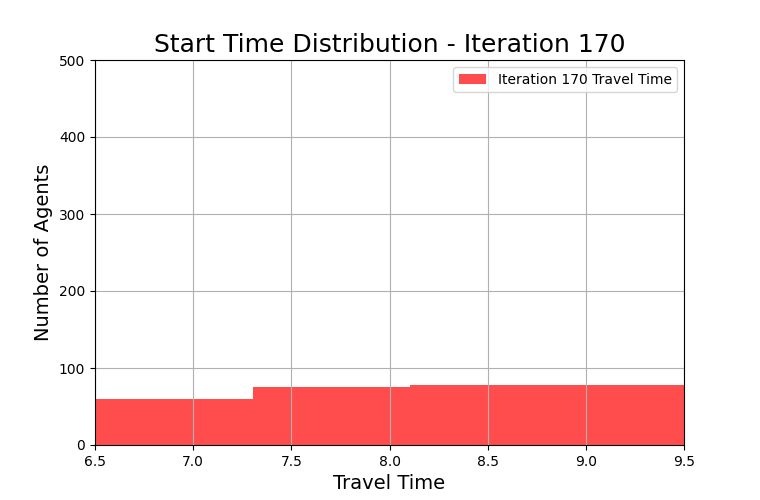 Start Time Distribution - Iteration 170
Iteration 170 Travel Time
Number of Agents
500
400
300
200
100
0
6.5 7.0 7.5 8.0 8.5 9.0 9.5
Travel Time